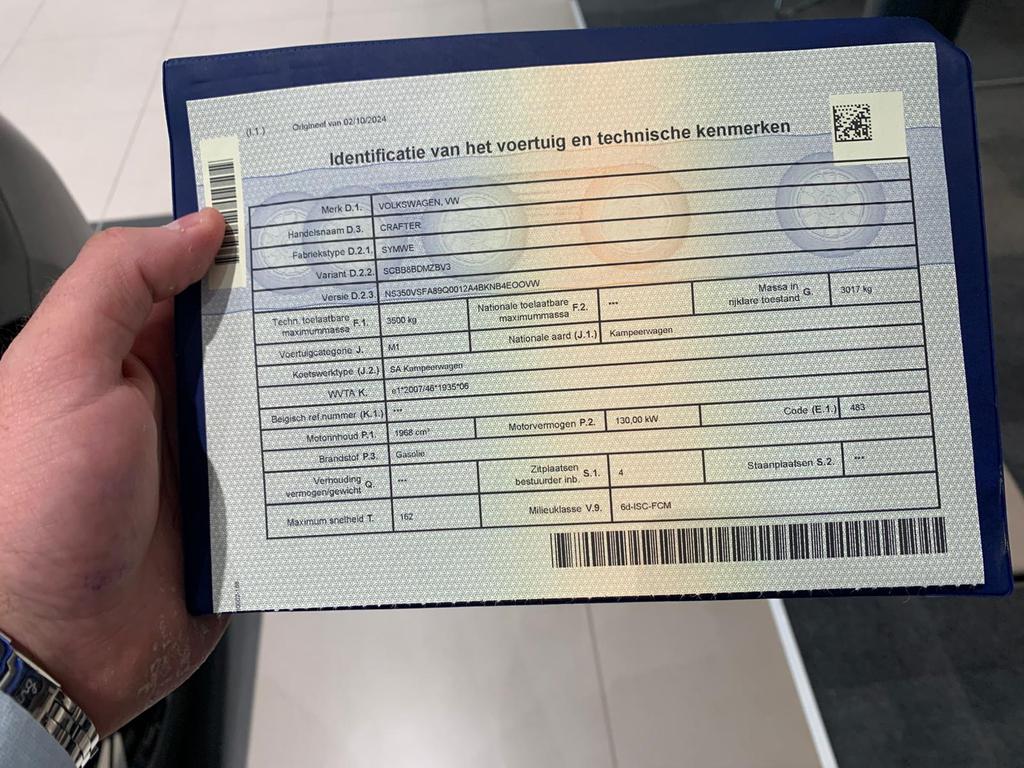 (I.1.) Origineel van 02/10/2024
Identificatie van het voertuig en technische kenmerken
Merk D.1. VOLKSWAGEN, VW
Handelsnaam D.3. CRAFTER
Fabriekstype D.2.1. SYMWE
Variant D.2.2. SCBB8BDMZBV3
Versie D.2.3. NS350VSFA89Q0012A4BKNB4EOOVW
Techn. toelaatbare maximummassa F.1. 3500 kg Nationale toelaatbare maximummassa F.2. *** Massa in rijklare toestand G. 3017 kg
Voertuigcategorie J. M1 Nationale aard (J.1.) Kampeerwagen
Koetswerktype (J.2.) SA Kampeerwagen
WVTA K. e1*2007/46*1935*06
Belgisch ref.nummer (K.1.) ***
Motorinhoud P.1. 1968 cm³ Motorvermogen P.2. 130,00 kW Code (E.1.) 483
Brandstof P.3. Gasolie
Verhouding vermogen/gewicht Q. *** Zitplaatsen bestuurder inb. S.1. 4 Staanplaatsen S.2. ***
Maximum snelheid T. 162 Milieuklasse V.9. 6d-ISC-FCM